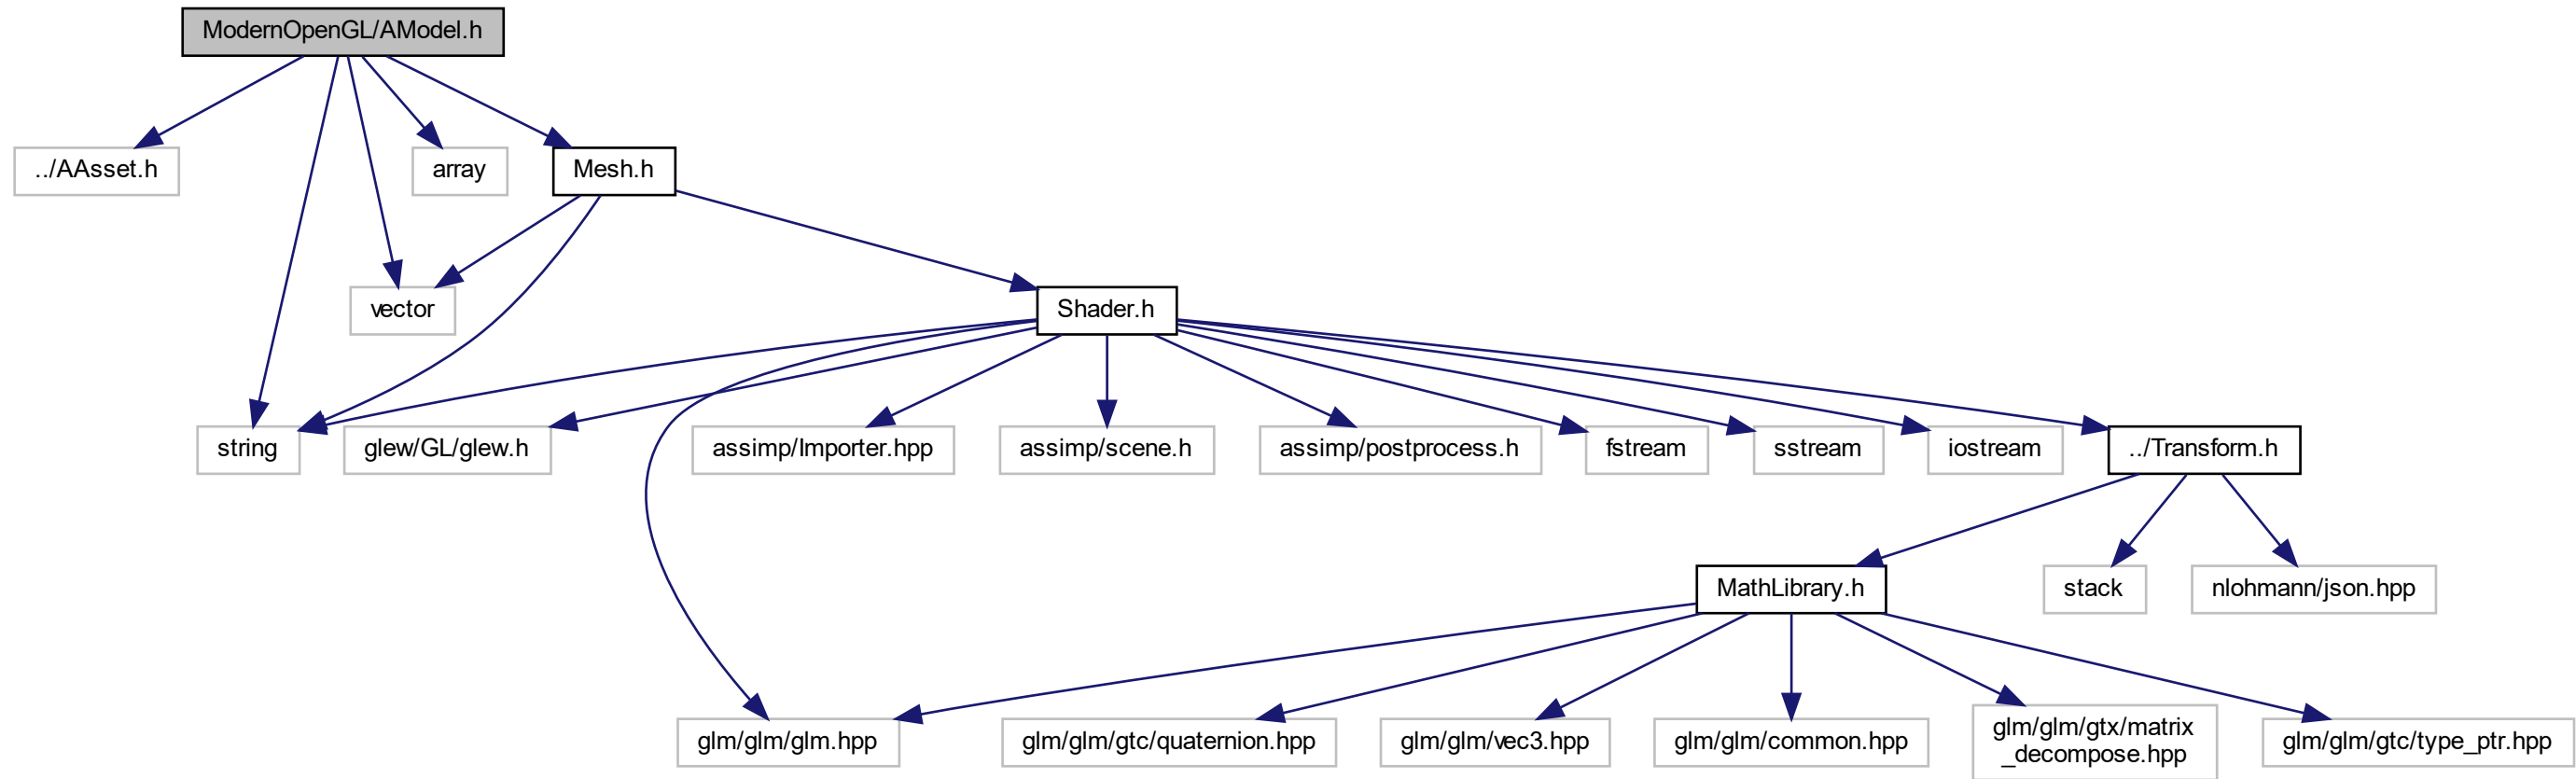 ModernOpenGL/AModel.h
../AAsset.h
array
Mesh.h
vector
Shader.h
string
glew/GL/glew.h
assimp/Importer.hpp
assimp/scene.h
assimp/postprocess.h
fstream
sstream
iostream
../Transform.h
MathLibrary.h
stack
nlohmann/json.hpp
glm/glm/glm.hpp
glm/glm/gtc/quaternion.hpp
glm/glm/vec3.hpp
glm/glm/common.hpp
glm/glm/gtx/matrix
_decompose.hpp
glm/glm/gtc/type_ptr.hpp